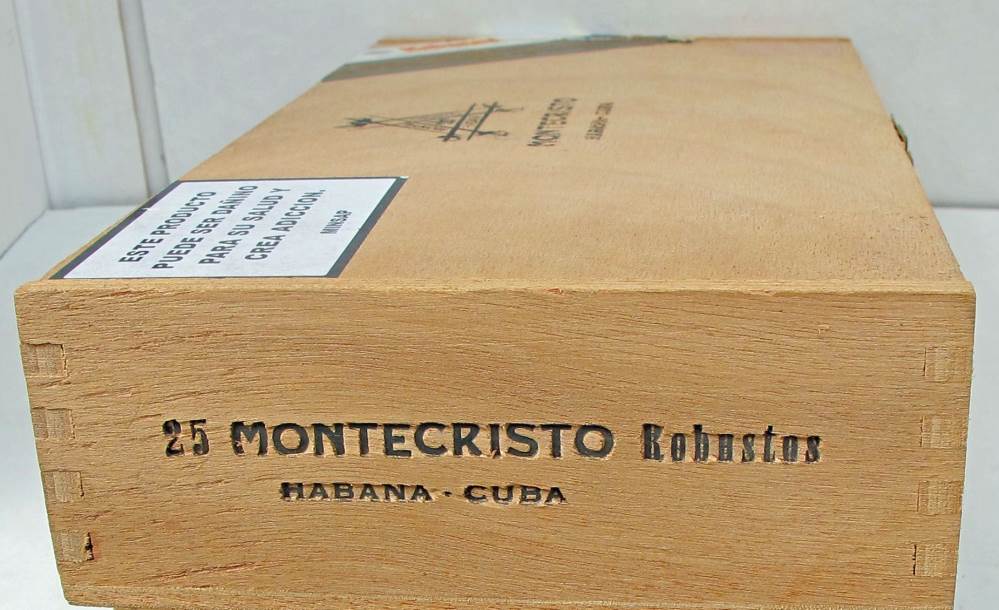 ESTE PRODUCTO
PUEDE SER DAÑINO
PARA SU SALUD Y
CREA ADICCION.
MINSAP
MONTECRISTO
HABANA · CUBA
25 MONTECRISTO Robustos
HABANA · CUBA